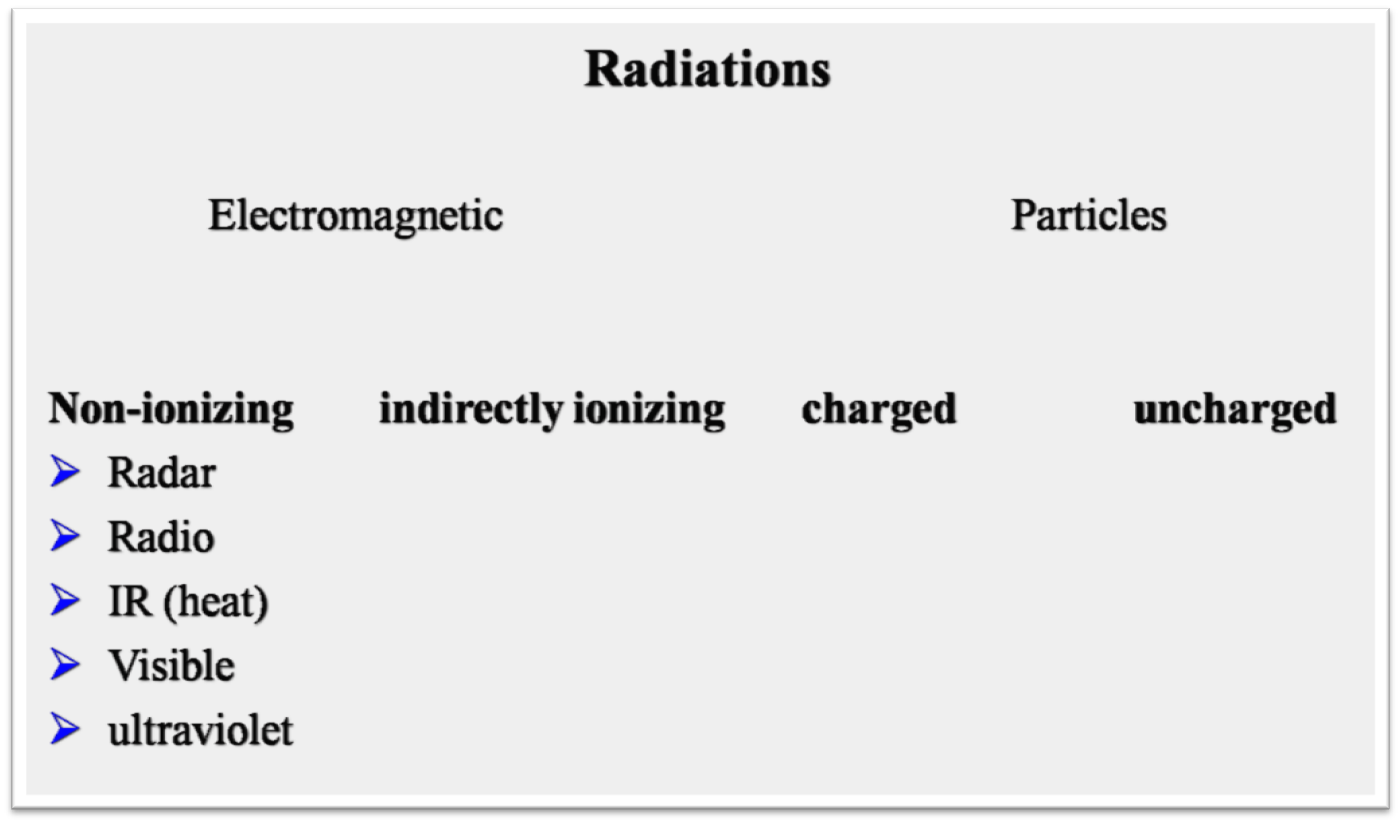 Radiations
Electromagnetic Particles
Non-ionizing indirectly ionizing charged uncharged
Radar
Radio
IR (heat)
Visible
ultraviolet